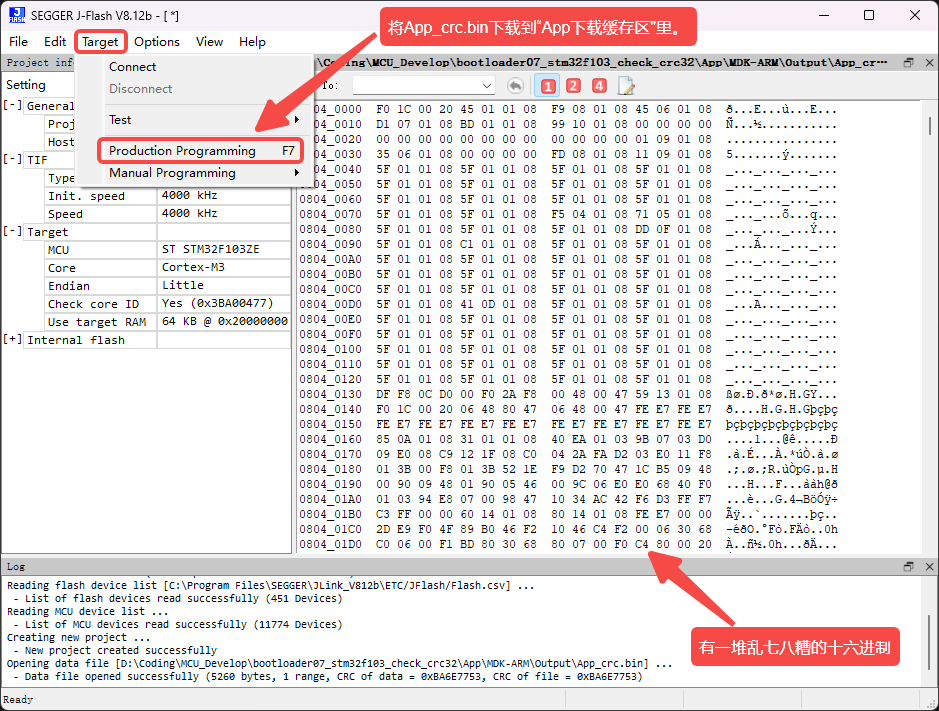 SEGGER J-Flash V8.12b - [ *]
File Edit Target Options View Help
将App_crc.bin下载到“App下载缓存区”里。
Project inf
\Coding\MCU_Develop\bootloader07_stm32f103_check_crc32\App\MDK-ARM\Output\App_cr···
Connect
Disconnect
Test
Production Programming F7
Manual Programming
to:
1 2 4
Setting
[-] General
Proj
Host
[-] TIF
Type
Init. speed 4000 kHz
Speed 4000 kHz
[-] Target
MCU ST STM32F103ZE
Core Cortex-M3
Endian Little
Check core ID Yes (0x3BA00477)
Use target RAM 64 KB @ 0x20000000
[+] Internal flash
0804_0000 F0 1C 00 20 45 01 01 08 F9 08 01 08 45 06 01 08 ð.. E...ù...E...
0804_0010 D1 07 01 08 BD 01 01 08 99 10 01 08 00 00 00 00 Ñ...½...........
0804_0020 00 00 00 00 00 00 00 00 00 00 00 00 01 09 01 08 ................
0804_0030 35 06 01 08 00 00 00 00 FD 08 01 08 11 09 01 08 5.......ý.......
0804_0040 5F 01 01 08 5F 01 01 08 5F 01 01 08 5F 01 01 08 _..._..._..._...
0804_0050 5F 01 01 08 5F 01 01 08 5F 01 01 08 5F 01 01 08 _..._..._..._...
0804_0060 5F 01 01 08 5F 01 01 08 5F 01 01 08 5F 01 01 08 _..._..._..._...
0804_0070 5F 01 01 08 5F 01 01 08 F5 04 01 08 71 05 01 08 _..._...õ...q...
0804_0080 5F 01 01 08 5F 01 01 08 5F 01 01 08 DD 0F 01 08 _..._..._...Ý...
0804_0090 5F 01 01 08 C1 01 01 08 5F 01 01 08 5F 01 01 08 _...Á..._..._...
0804_00A0 5F 01 01 08 5F 01 01 08 5F 01 01 08 5F 01 01 08 _..._..._..._...
0804_00B0 5F 01 01 08 5F 01 01 08 5F 01 01 08 5F 01 01 08 _..._..._..._...
0804_00C0 5F 01 01 08 5F 01 01 08 5F 01 01 08 5F 01 01 08 _..._..._..._...
0804_00D0 5F 01 01 08 41 0D 01 08 5F 01 01 08 5F 01 01 08 _...A..._..._...
0804_00E0 5F 01 01 08 5F 01 01 08 5F 01 01 08 5F 01 01 08 _..._..._..._...
0804_00F0 5F 01 01 08 5F 01 01 08 5F 01 01 08 5F 01 01 08 _..._..._..._...
0804_0100 5F 01 01 08 5F 01 01 08 5F 01 01 08 5F 01 01 08 _..._..._..._...
0804_0110 5F 01 01 08 5F 01 01 08 5F 01 01 08 5F 01 01 08 _..._..._..._...
0804_0120 5F 01 01 08 5F 01 01 08 5F 01 01 08 5F 01 01 08 _..._..._..._...
0804_0130 DF F8 0C D0 00 F0 2A F8 00 48 00 47 59 13 01 08 ßø.Ð.ð*ø.H.GY...
0804_0140 F0 1C 00 20 06 48 80 47 06 48 00 47 FE E7 FE E7 ð.. .H.G.H.Gþçþç
0804_0150 FE E7 FE E7 FE E7 FE E7 FE E7 FE E7 FE E7 FE E7 þçþçþçþçþçþçþçþç
0804_0160 85 0A 01 08 31 01 01 08 40 EA 01 03 9B 07 03 D0 ....1...@ê.....Ð
0804_0170 09 E0 08 C9 12 1F 08 C0 04 2A FA D2 03 E0 11 F8 .à.É...À.*úÒ.à.ø
0804_0180 01 3B 00 F8 01 3B 52 1E F9 D2 70 47 1C B5 09 48 .;.ø.;R.ùÒpG.µ.H
0804_0190 00 90 09 48 01 90 05 46 00 9C 06 E0 E0 68 40 F0 ...H...F...ààh@ð
0804_01A0 01 03 94 E8 07 00 98 47 10 34 AC 42 F6 D3 FF F7 ...è...G.4¬BöÓÿ÷
0804_01B0 C3 FF 00 00 60 14 01 08 80 14 01 08 FE E7 00 00 Ãÿ..`.......þç..
0804_01C0 2D E9 F0 4F 89 B0 46 F2 10 46 C4 F2 00 06 30 68 -éðO.°Fò.FÄò..0h
0804_01D0 C0 06 00 F1 BD 80 30 68 80 07 00 F0 C4 80 00 20 À..ñ½.0h...ðÄ..
有一堆乱七八糟的十六进制
Log
Reading flash device list [C:\Program Files\SEGGER\JLink_V812b\ETC/JFlash/Flash.csv] ...
- List of flash devices read successfully (451 Devices)
Reading MCU device list ...
- List of MCU devices read successfully (11774 Devices)
Creating new project ...
- New project created successfully
Opening data file [D:\Coding\MCU_Develop\bootloader07_stm32f103_check_crc32\App\MDK-ARM\Output\App_crc.bin] ...
- Data file opened successfully (5260 bytes, 1 range, CRC of data = 0xBA6E7753, CRC of file = 0xBA6E7753)
Ready